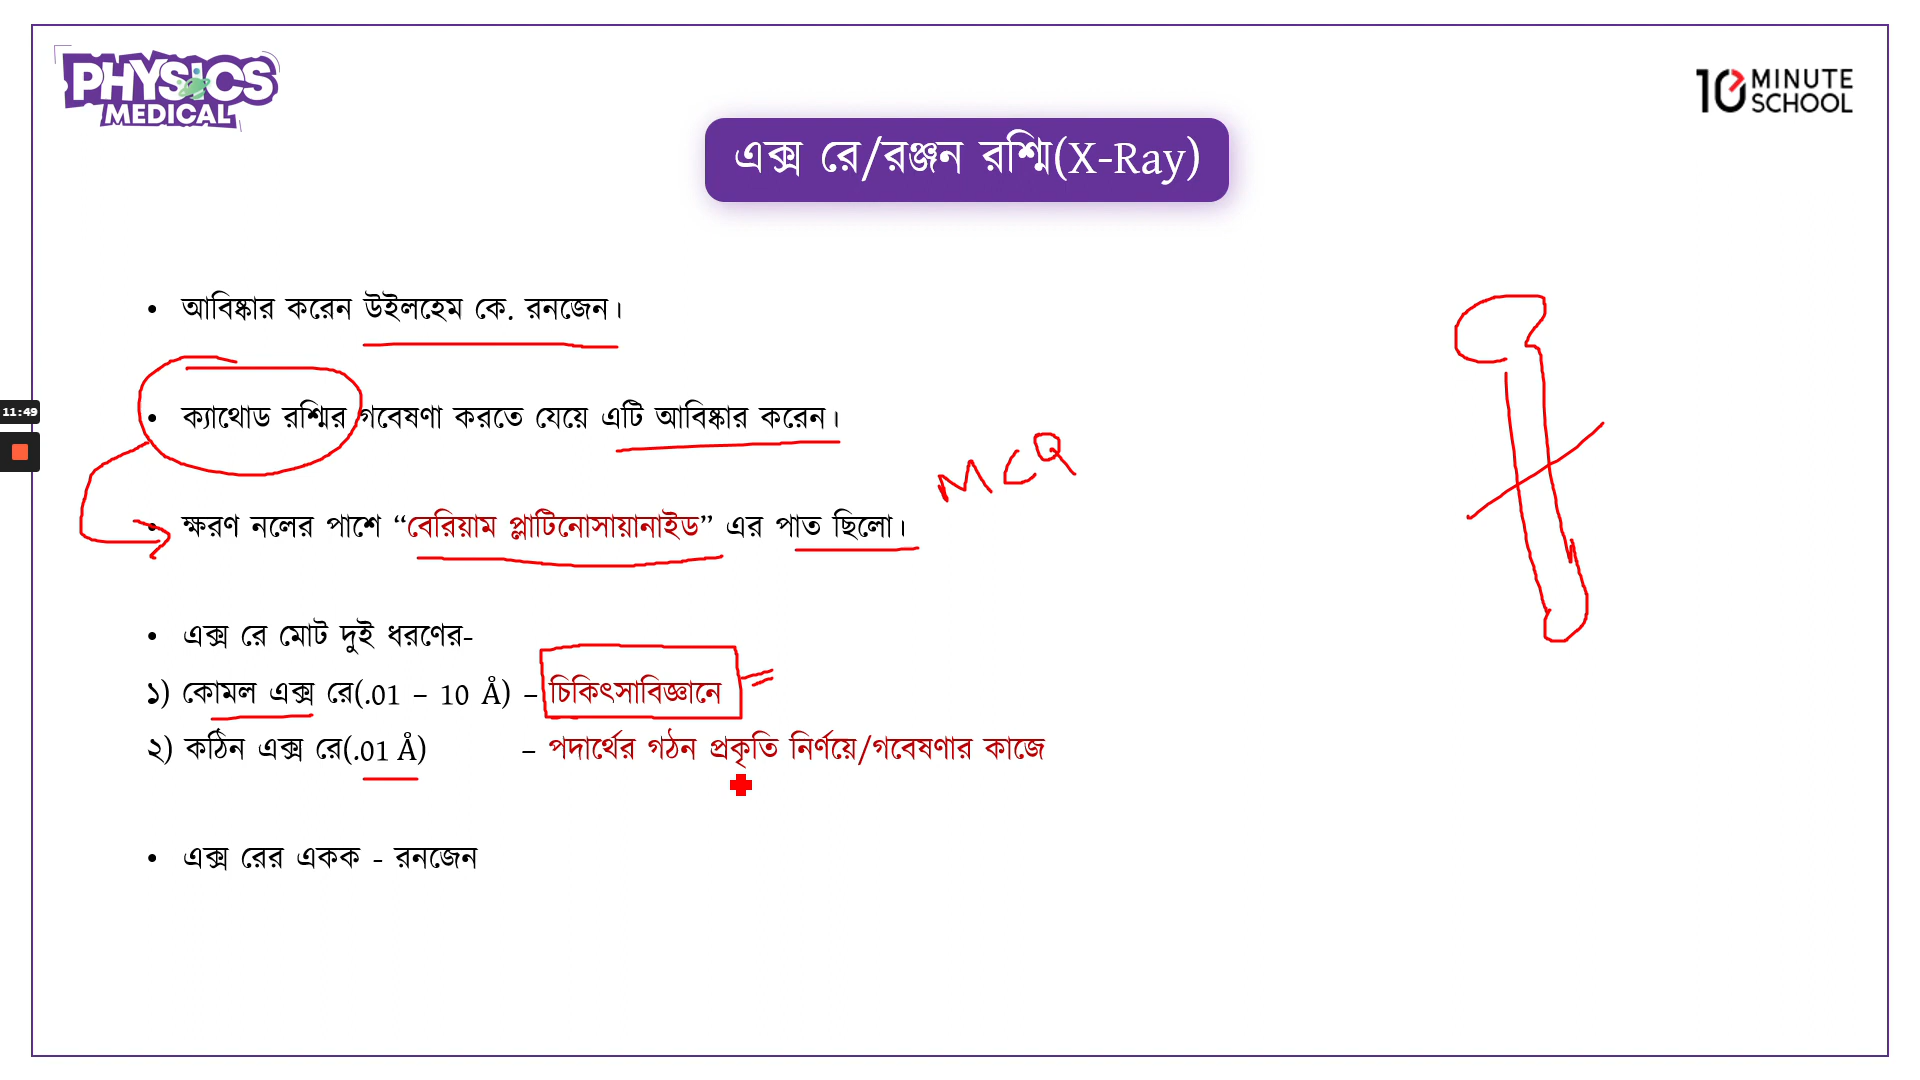 PHYSICS
MEDICAL
10 MINUTE
SCHOOL
এক্স রে/রঞ্জন রশ্মি(X-Ray)
• আবিষ্কার করেন উইলহেম কে. রনজেন।
11:49
• ক্যাথোড রশ্মির গবেষণা করতে যেয়ে এটি আবিষ্কার করেন।
MCQ
• ক্ষরণ নলের পাশে “বেরিয়াম প্লাটিনোসায়ানাইড” এর পাত ছিলো।
• এক্স রে মোট দুই ধরণের-
১) কোমল এক্স রে(.01 – 10 Å) – চিকিৎসাবিজ্ঞানে
২) কঠিন এক্স রে(.01 Å) – পদার্থের গঠন প্রকৃতি নির্ণয়ে/গবেষণার কাজে
• এক্স রের একক - রনজেন